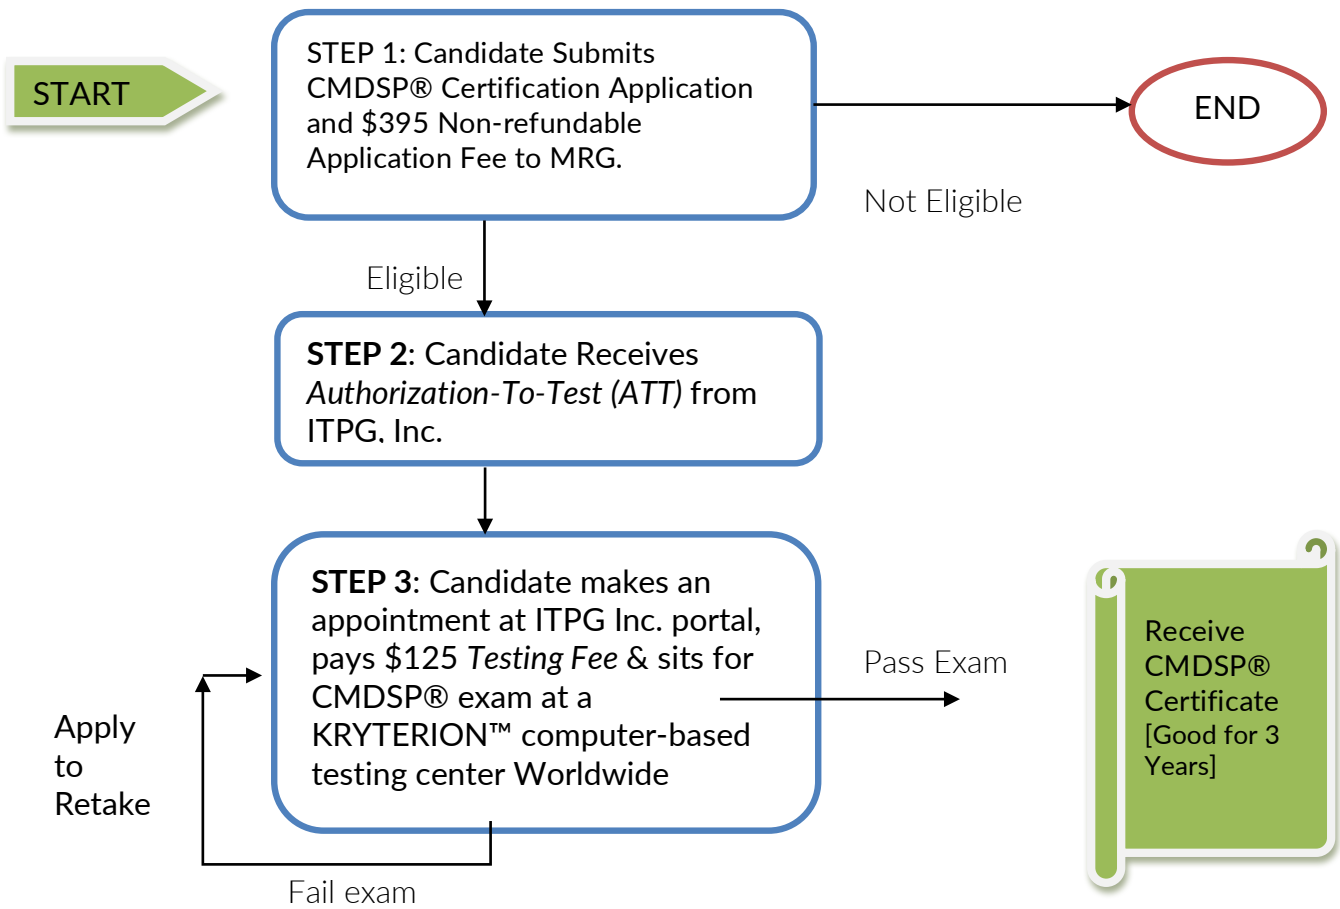 START
STEP 1: Candidate Submits
CMDSP® Certification Application
and $395 Non-refundable
Application Fee to MRG.
END
Not Eligible
Eligible
STEP 2: Candidate Receives
Authorization-To-Test (ATT) from
ITPG, Inc.
STEP 3: Candidate makes an
appointment at ITPG Inc. portal,
pays $125 Testing Fee & sits for
CMDSP® exam at a
KRYTERION™ computer-based
testing center Worldwide
Pass Exam
Receive
CMDSP®
Certificate
[Good for 3
Years]
Apply
to
Retake
Fail exam